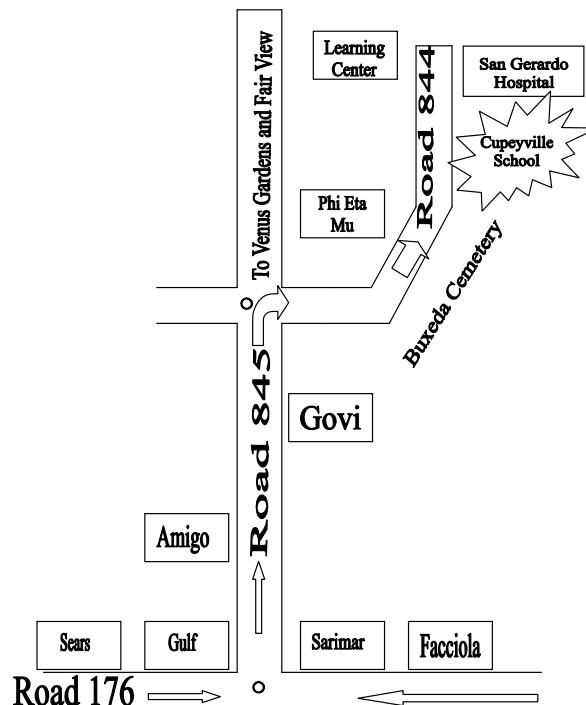 Learning
Center
San Gerardo
Hospital
To Venus Gardens and Fair View
Road 844
Cupeyville
School
Phi Eta
Mu
Buxeda Cemetery
Road 845
Govi
Amigo
Sears
Gulf
Sarimar
Facciola
Road 176